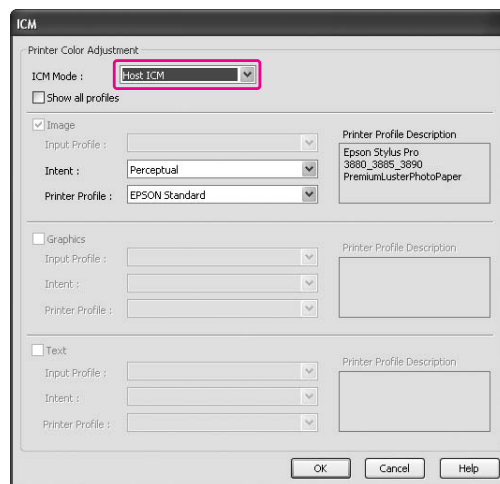 ICM
Printer Color Adjustment
ICM Mode :
Host ICM
Show all profiles
Image
Input Profile :
Intent :
Perceptual
Printer Profile :
EPSON Standard
Printer Profile Description
Epson Stylus Pro
3880_3885_3890
PremiumLusterPhotoPaper
Graphics
Input Profile :
Intent :
Printer Profile :
Printer Profile Description
Text
Input Profile :
Intent :
Printer Profile :
Printer Profile Description
OK
Cancel
Help